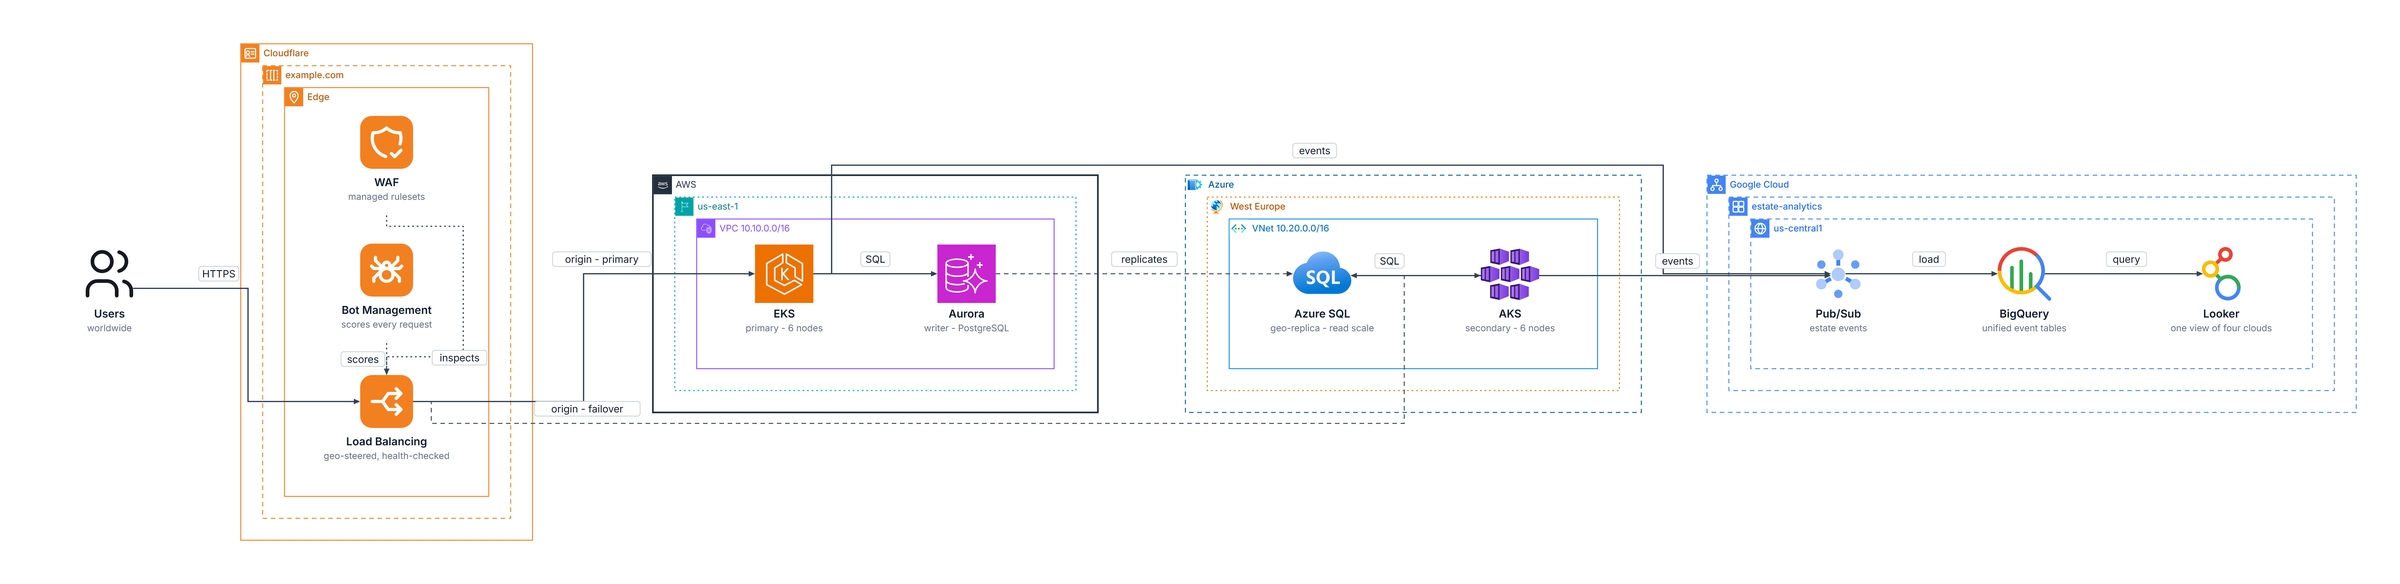 Cloudflare
example.com
Edge
WAF
managed rulesets
Bot Management
scores every request
scores
inspects
Load Balancing
geo-steered, health-checked
HTTPS
Users
worldwide
origin - primary
origin - failover
events
aws
AWS
us-east-1
VPC 10.10.0.0/16
SQL
EKS
primary - 6 nodes
Aurora
writer - PostgreSQL
replicates
Azure
West Europe
VNet 10.20.0.0/16
SQL
SQL
Azure SQL
geo-replica - read scale
AKS
secondary - 6 nodes
events
Google Cloud
estate-analytics
us-central1
load
query
Pub/Sub
estate events
BigQuery
unified event tables
Looker
one view of four clouds